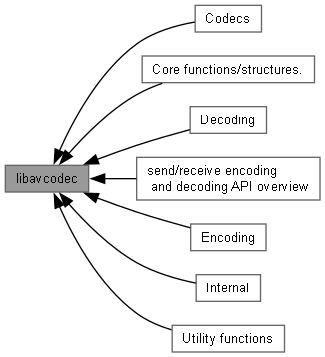 Codecs
Core functions/structures.
Decoding
libavcodec
send/receive encoding
and decoding API overview
Encoding
Internal
Utility functions